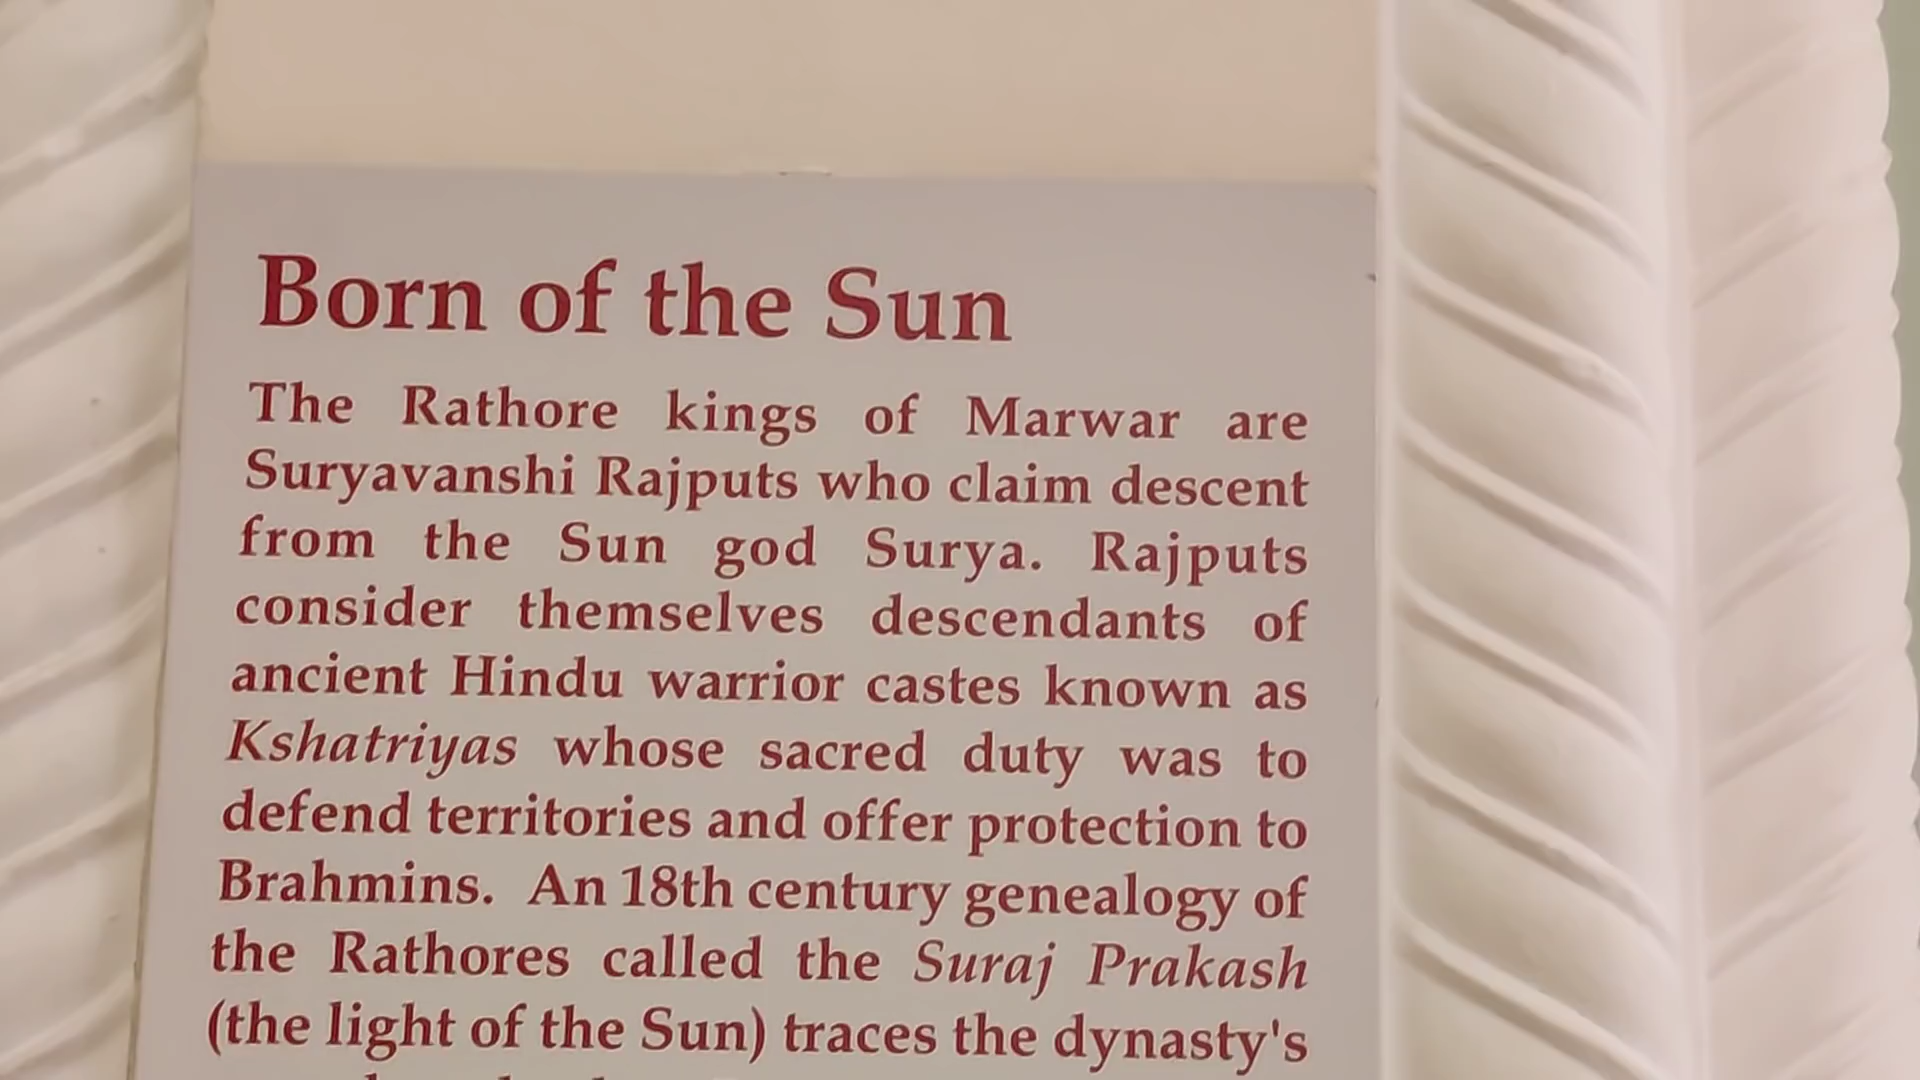 Born of the Sun
The Rathore kings of Marwar are
Suryavanshi Rajputs who claim descent
from the Sun god Surya. Rajputs
consider themselves descendants of
ancient Hindu warrior castes known as
Kshatriyas whose sacred duty was to
defend territories and offer protection to
Brahmins. An 18th century genealogy of
the Rathores called the Suraj Prakash
(the light of the Sun) traces the dynasty's